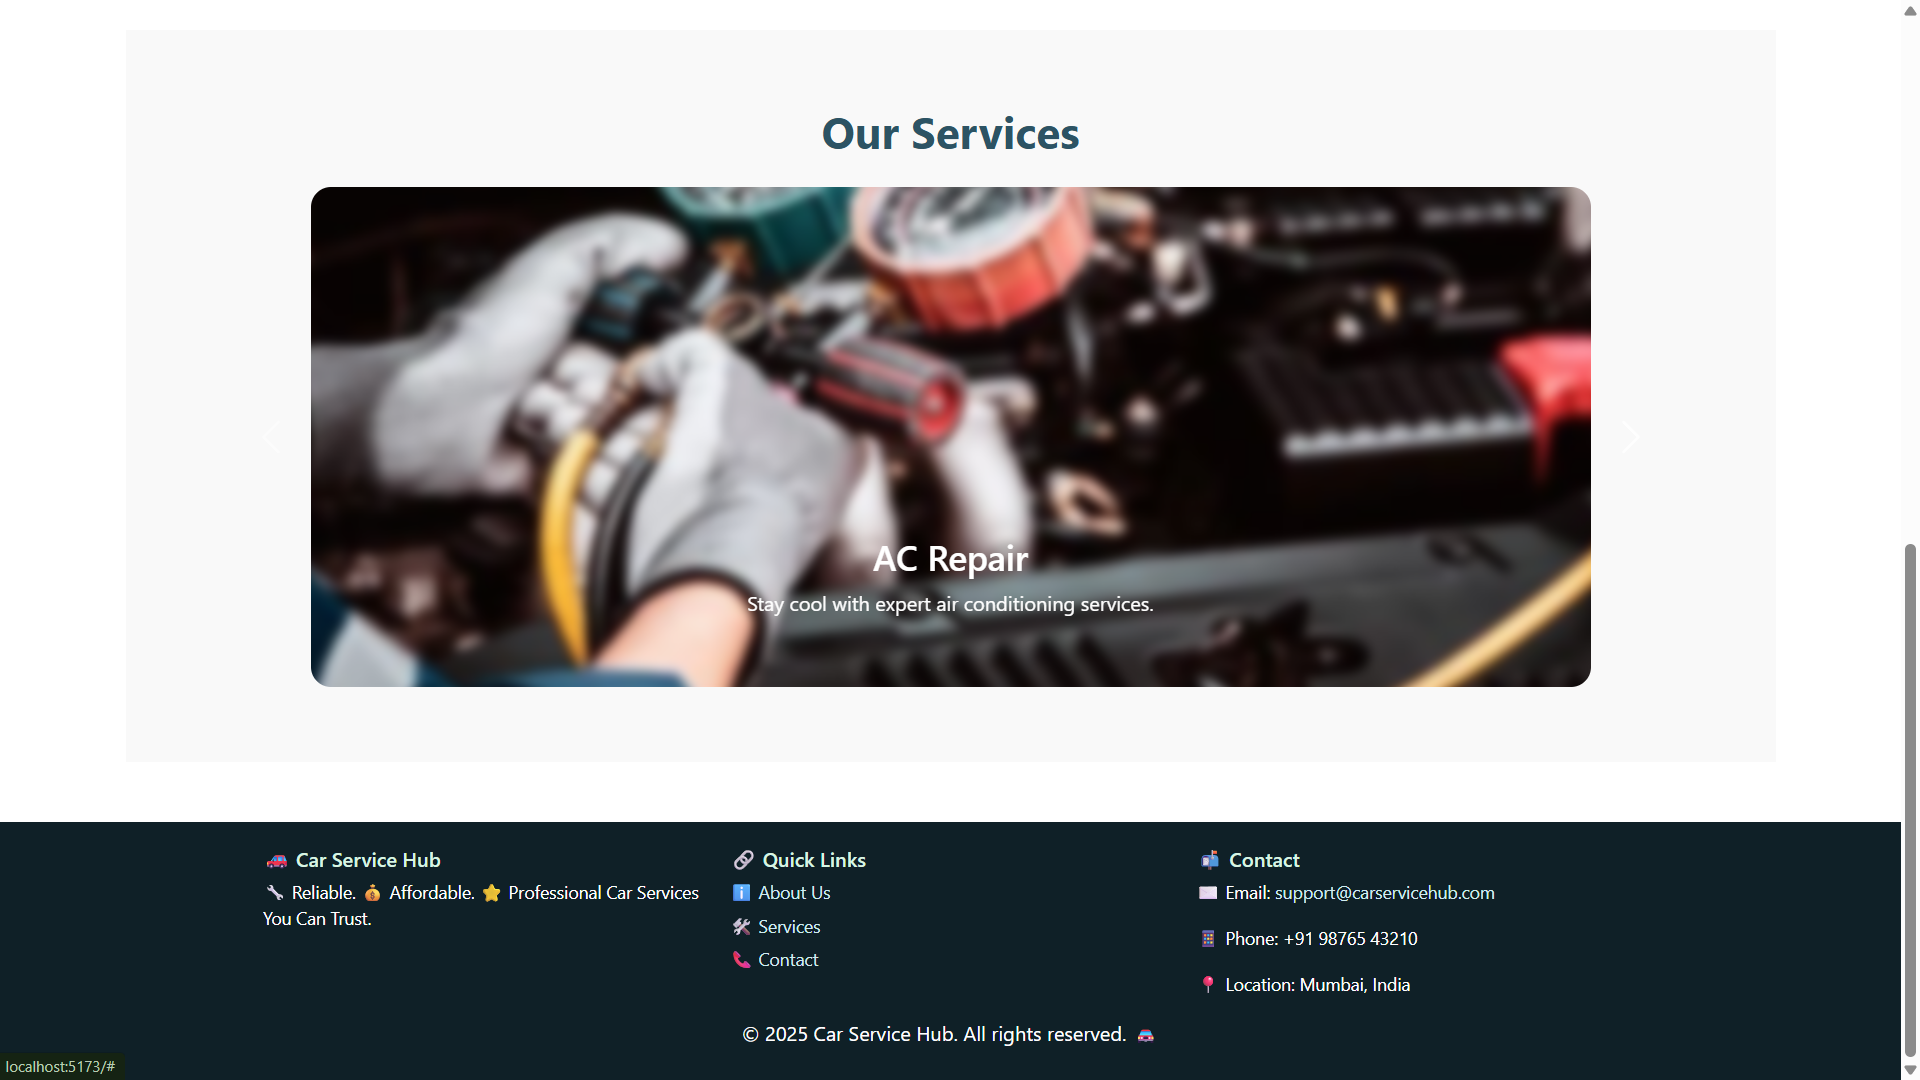 Our Services
AC Repair
Stay cool with expert air conditioning services.
🚗 Car Service Hub
🔧 Reliable. 💰 Affordable. ⭐ Professional Car Services
You Can Trust.
🔗 Quick Links
ℹ️ About Us
🛠️ Services
📞 Contact
📬 Contact
✉️ Email: support@carservicehub.com
📱 Phone: +91 98765 43210
📍 Location: Mumbai, India
© 2025 Car Service Hub. All rights reserved. 🚘
localhost:5173/#